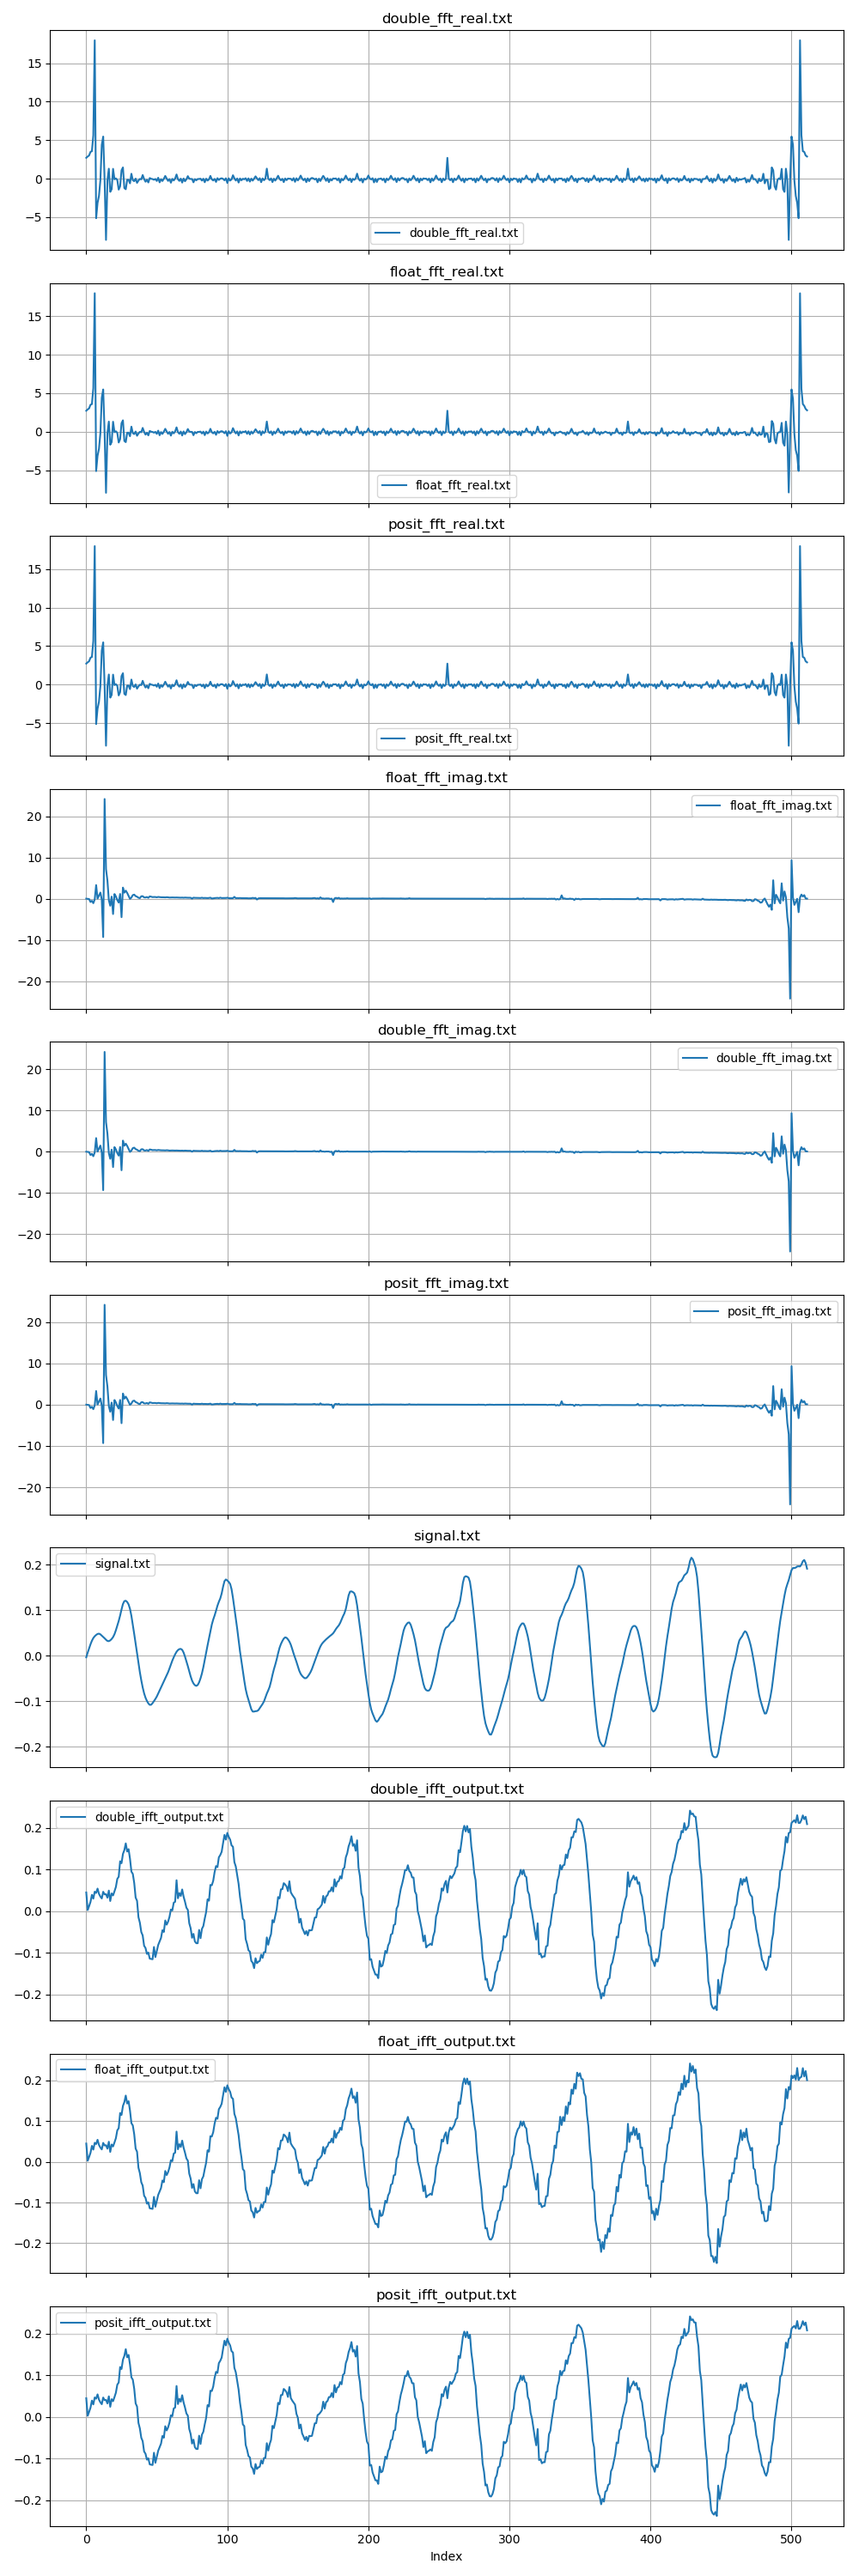 double_fft_real.txt
15
10
5
0
−5
double_fft_real.txt
float_fft_real.txt
15
10
5
0
−5
float_fft_real.txt
posit_fft_real.txt
15
10
5
0
−5
posit_fft_real.txt
float_fft_imag.txt
20
10
0
−10
−20
float_fft_imag.txt
double_fft_imag.txt
20
10
0
−10
−20
double_fft_imag.txt
posit_fft_imag.txt
20
10
0
−10
−20
posit_fft_imag.txt
signal.txt
0.2
0.1
0.0
−0.1
−0.2
signal.txt
double_ifft_output.txt
0.2
0.1
0.0
−0.1
−0.2
double_ifft_output.txt
float_ifft_output.txt
0.2
0.1
0.0
−0.1
−0.2
float_ifft_output.txt
posit_ifft_output.txt
0.2
0.1
0.0
−0.1
−0.2
posit_ifft_output.txt
0 100 200 300 400 500
Index